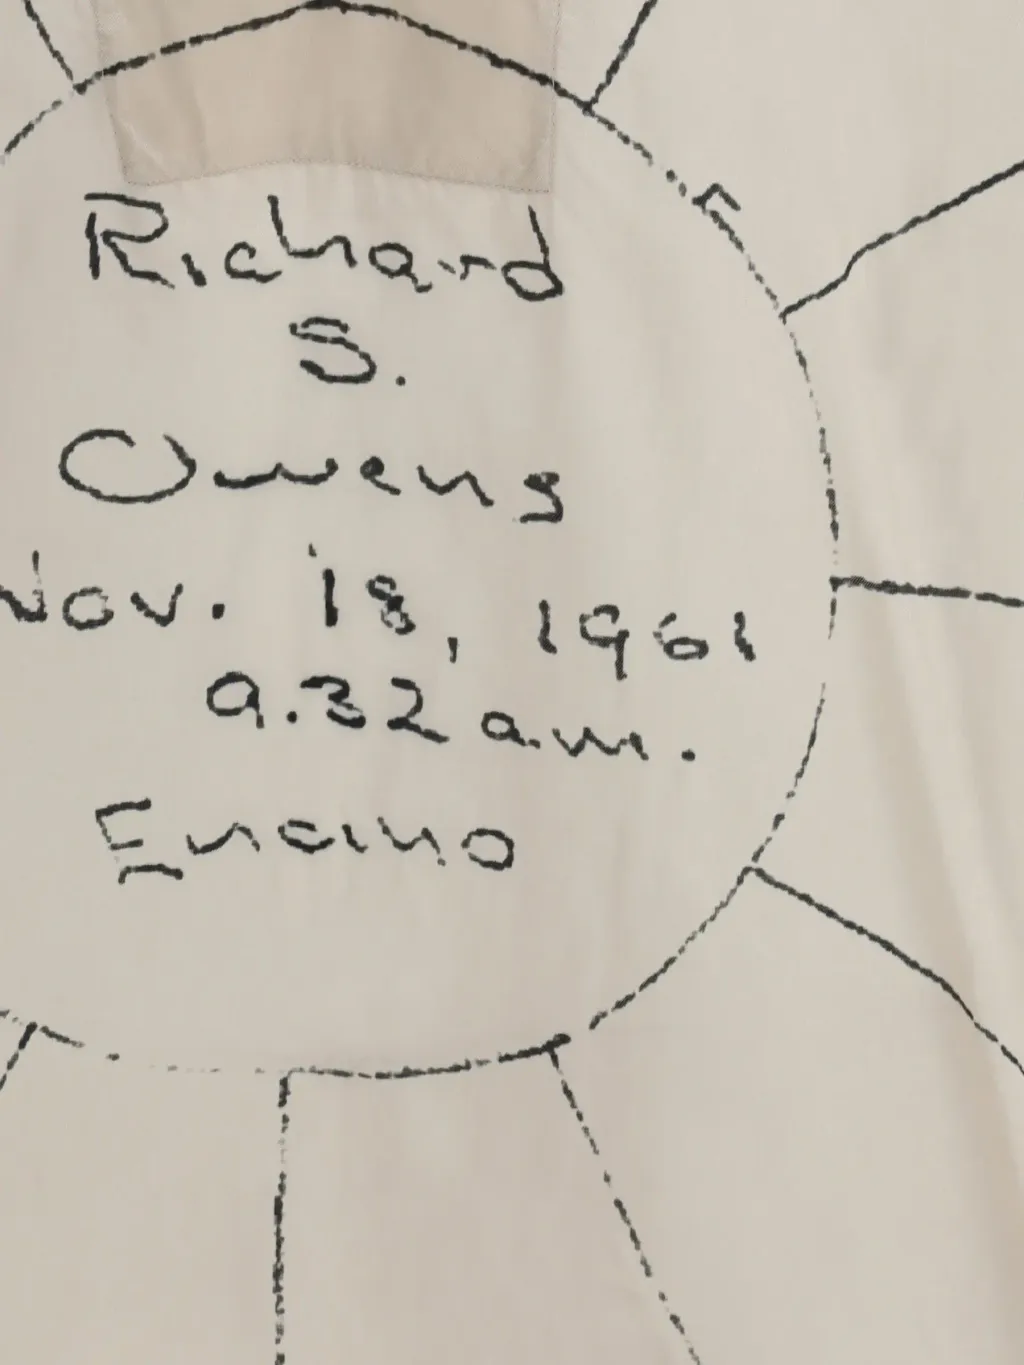 Richard
S.
Owens
Nov. 18, 1961
9.32 a.m.
Encino